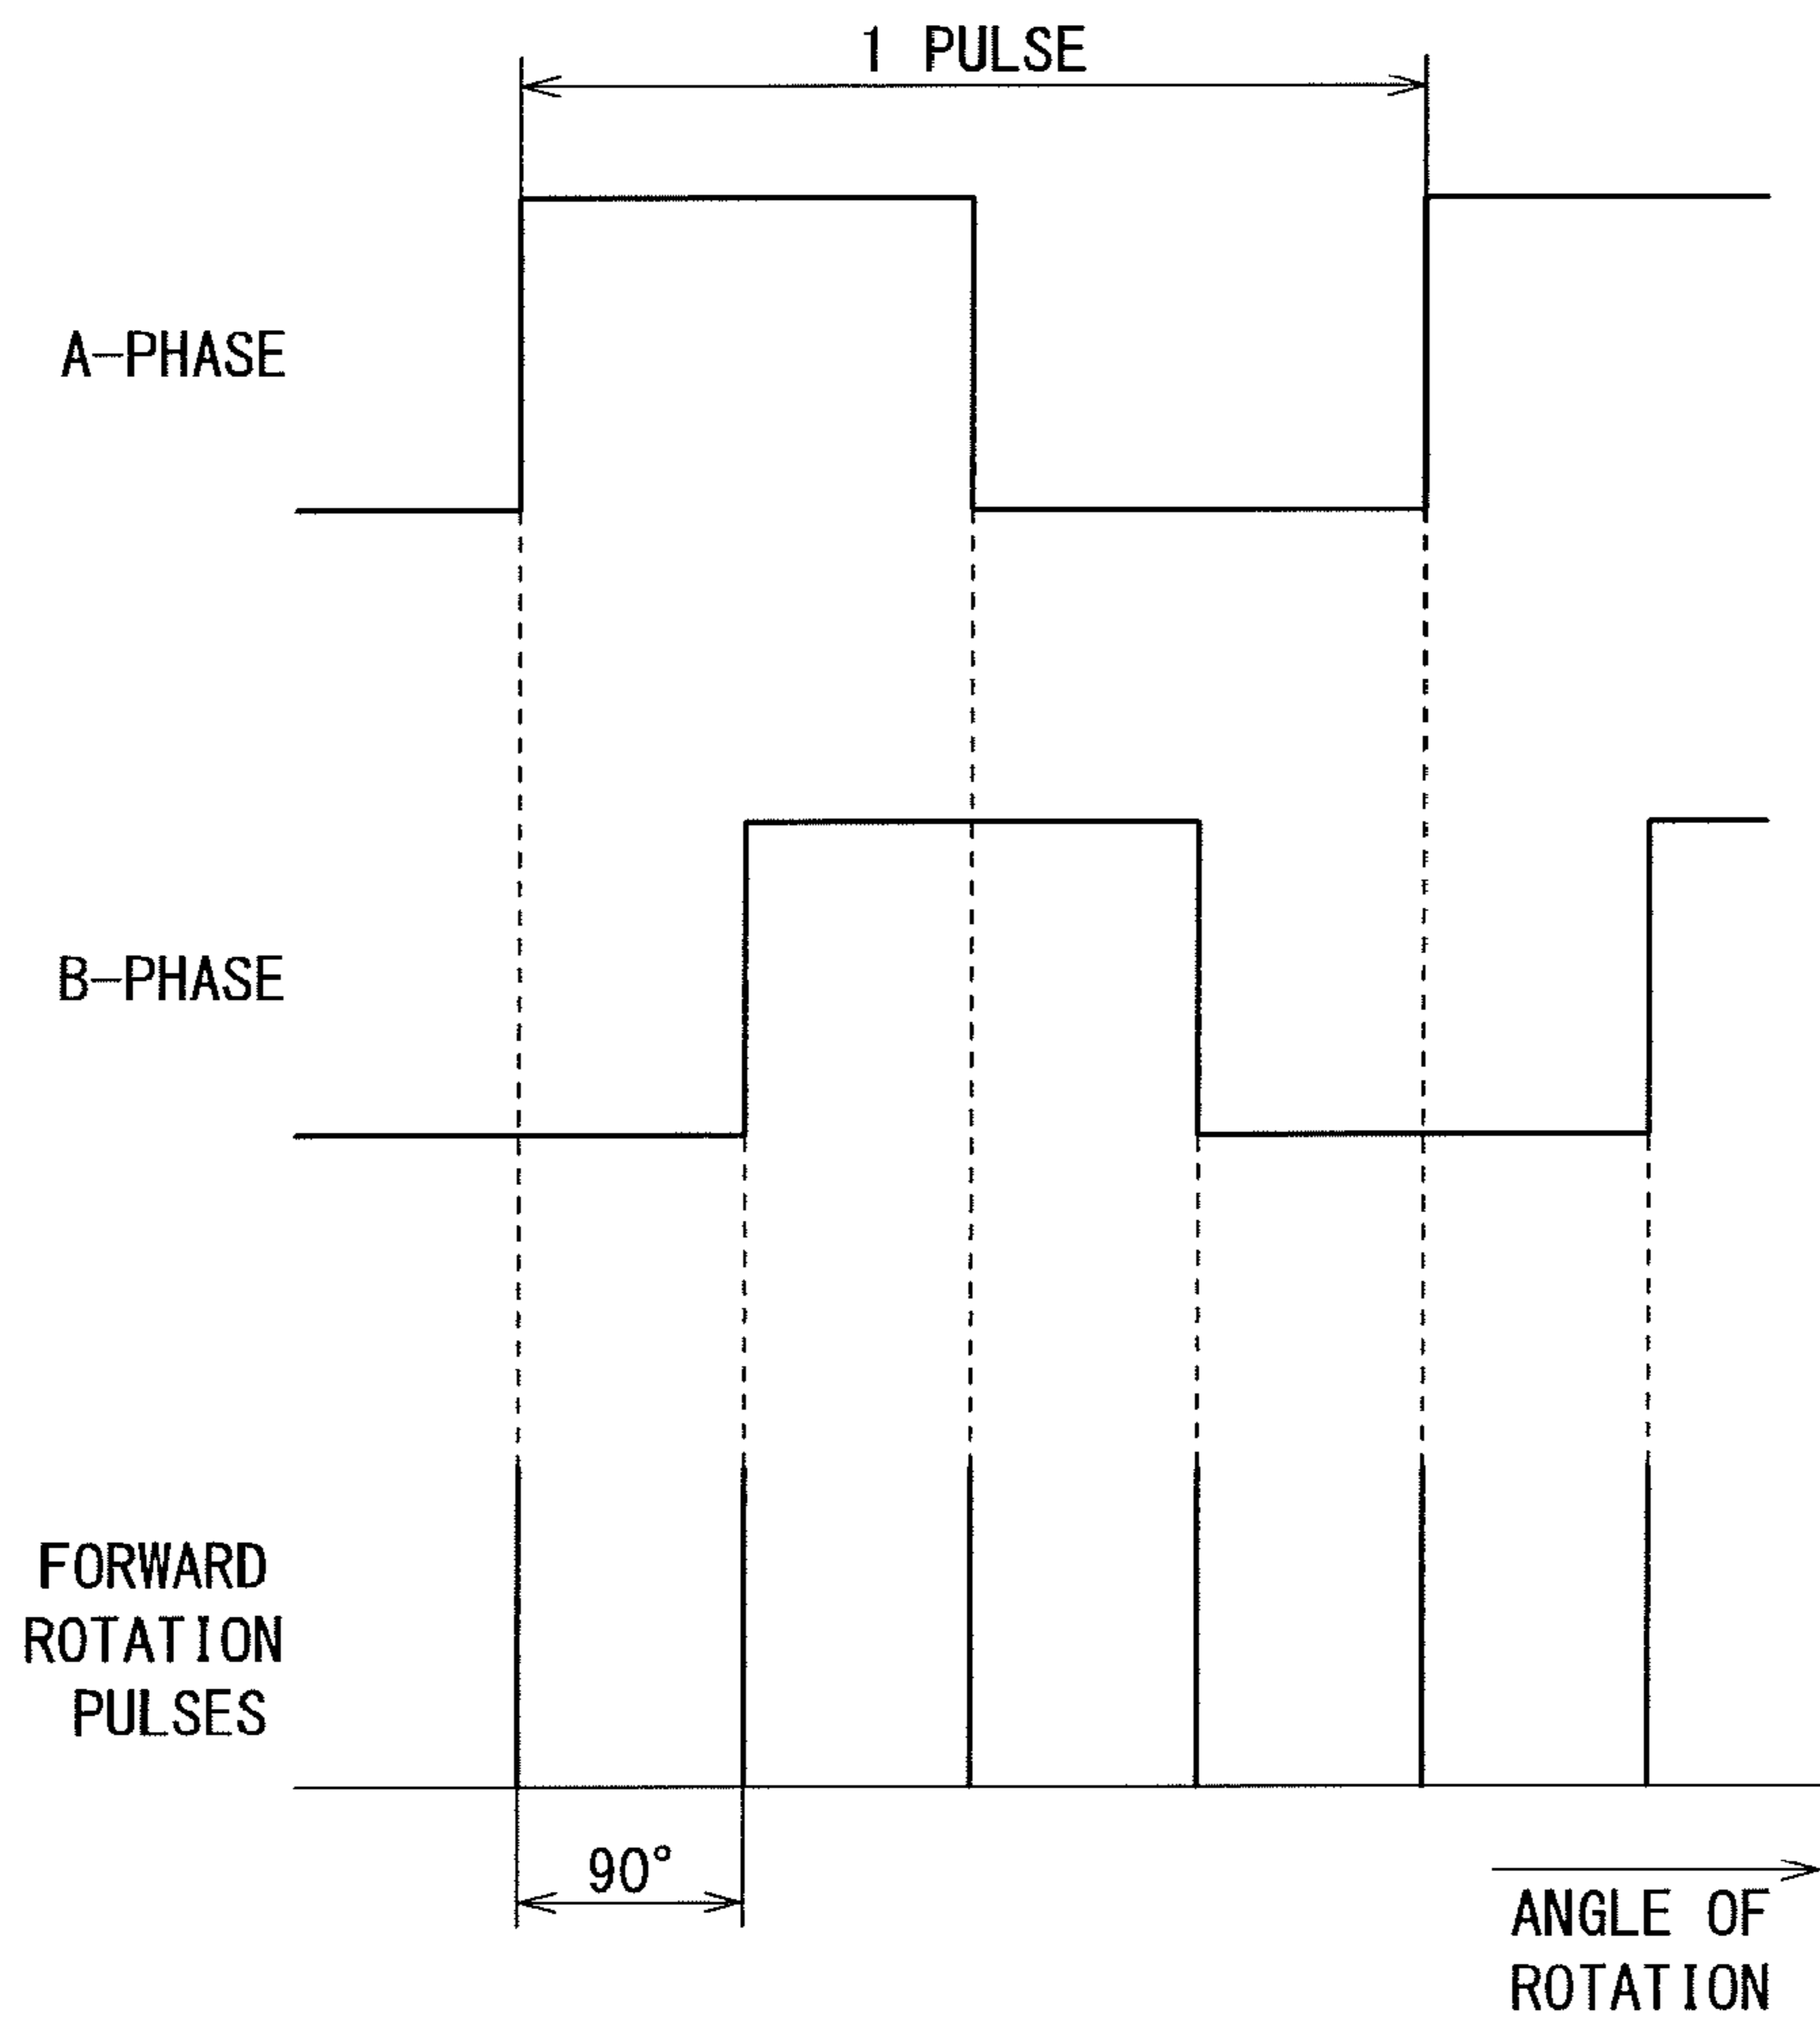 1 PULSE
A-PHASE
B-PHASE
FORWARD
ROTATION
PULSES
90°
ANGLE OF
ROTATION